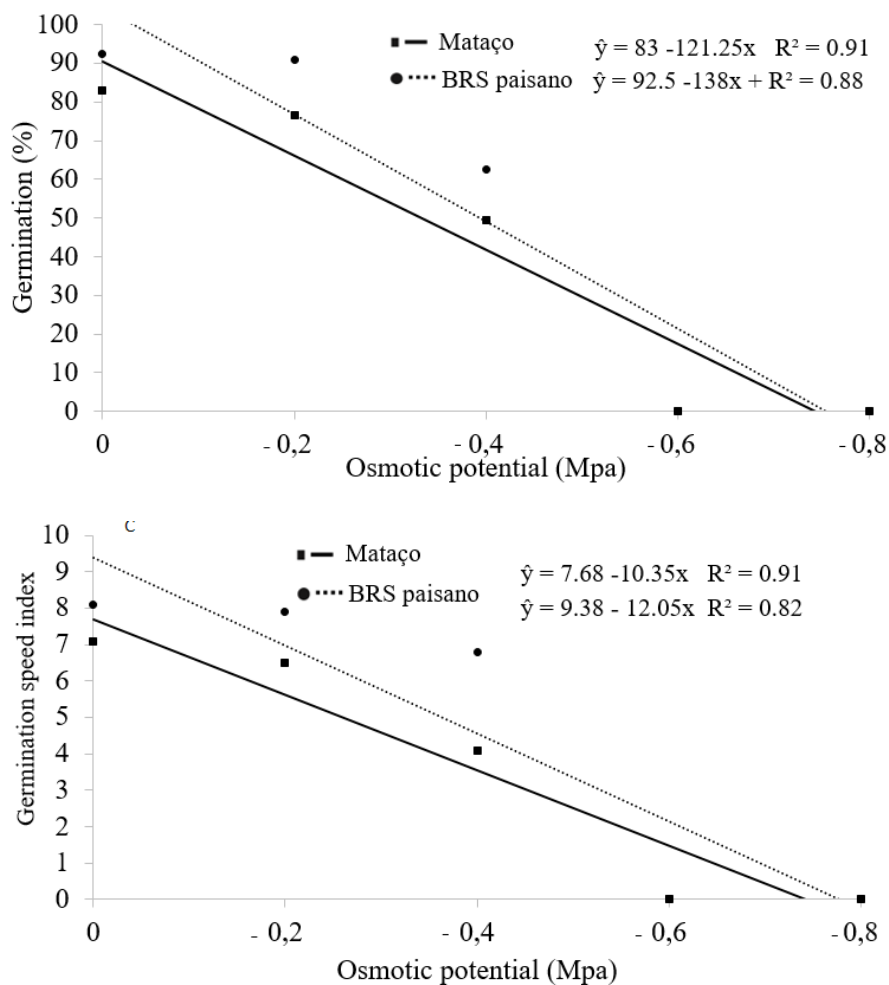 100
90
80
70
60
50
40
30
20
10
0
Germination (%)
Mataço ŷ = 83 -121.25x R² = 0.91
BRS paisano ŷ = 92.5 -138x + R² = 0.88
0 - 0,2 - 0,4 - 0,6 - 0,8
Osmotic potential (Mpa)
C
10
9
8
7
6
5
4
3
2
1
0
Germination speed index
Mataço ŷ = 7.68 -10.35x R² = 0.91
BRS paisano ŷ = 9.38 - 12.05x R² = 0.82
0 - 0,2 - 0,4 - 0,6 - 0,8
Osmotic potential (Mpa)